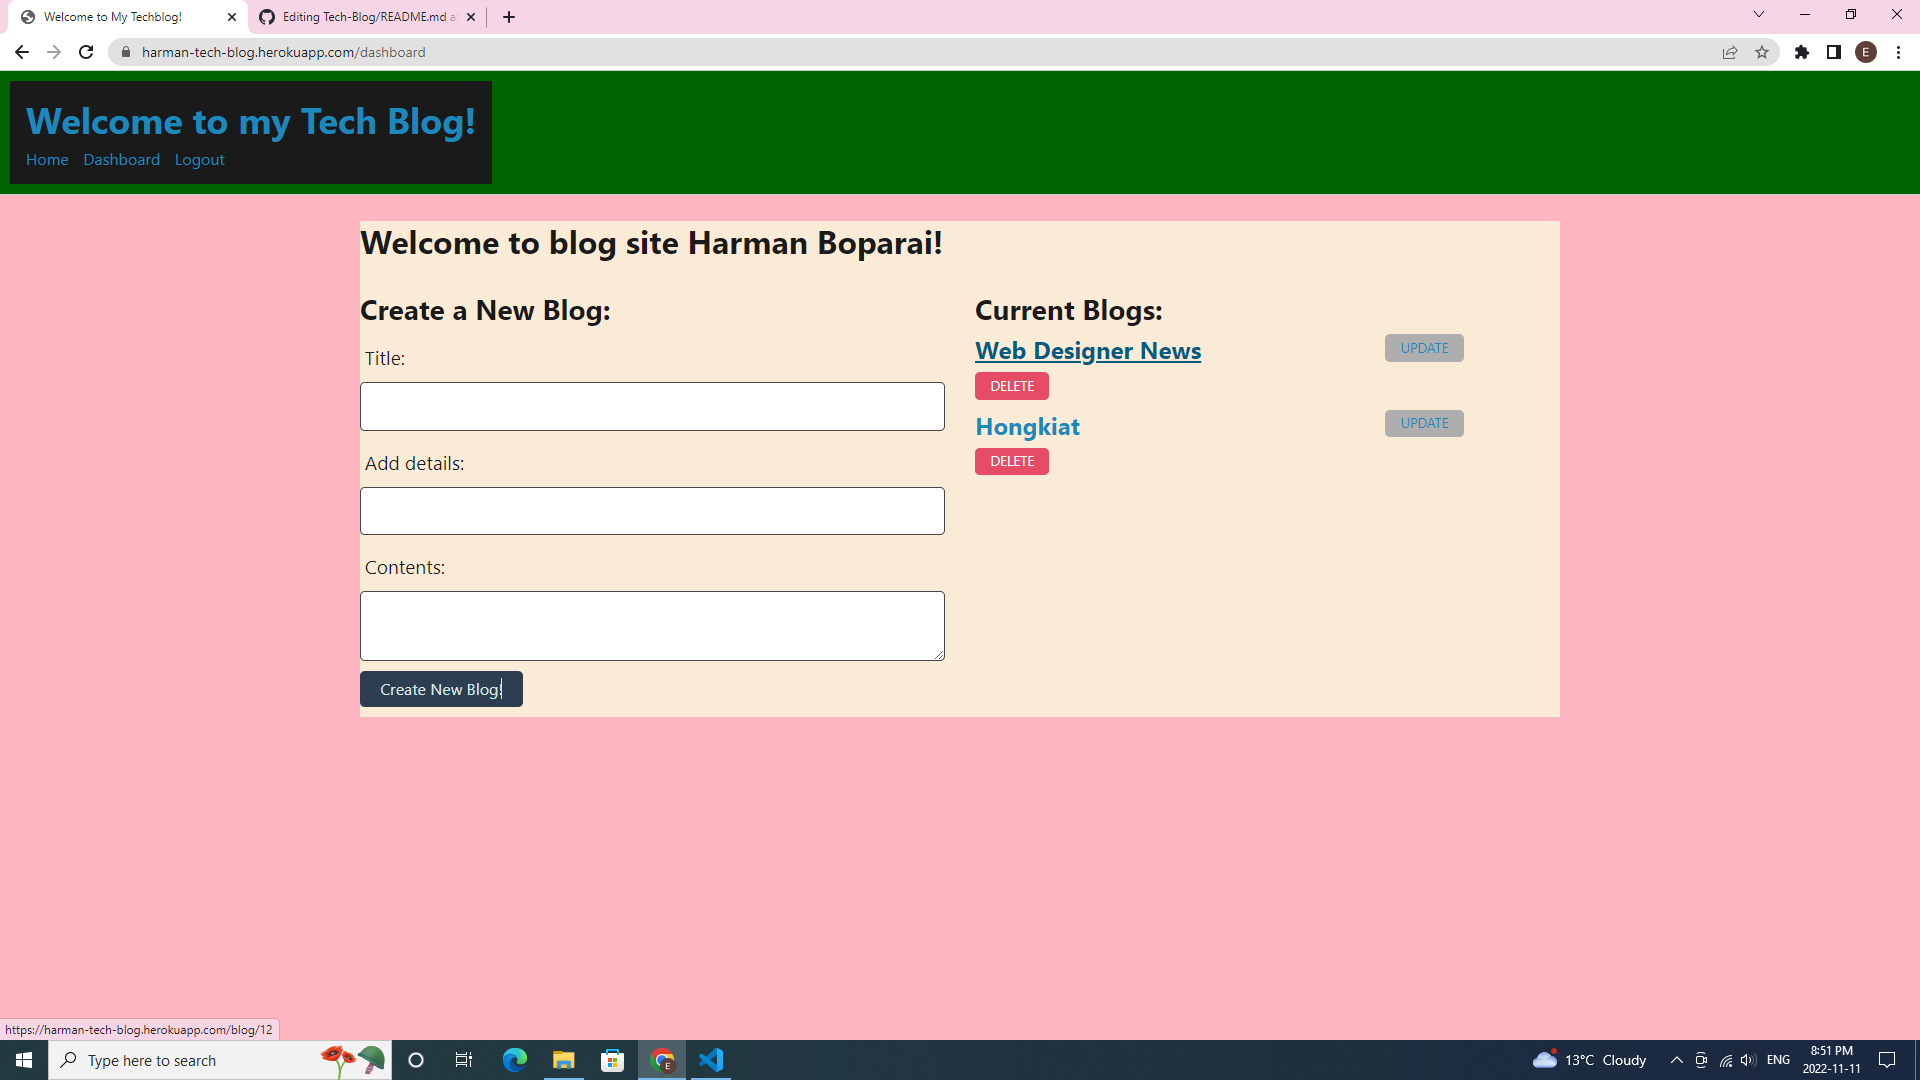 Welcome to My Techblog!
Editing Tech-Blog/README.md a
harman-tech-blog.herokuapp.com/dashboard
E
Welcome to my Tech Blog!
Home Dashboard Logout
Welcome to blog site Harman Boparai!
Create a New Blog:
Title:
Add details:
Contents:
Create New Blog!
Current Blogs:
Web Designer News
UPDATE
DELETE
Hongkiat
UPDATE
DELETE
https://harman-tech-blog.herokuapp.com/blog/12
Type here to search
E
13°C Cloudy
ENG
8:51 PM
2022-11-11